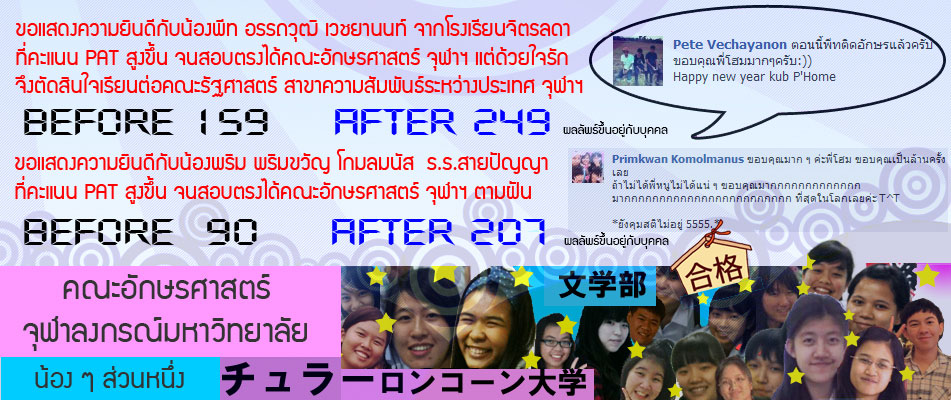 ขอแสดงความยินดีกับน้องพีท อรรถวุฒิ เวชยานนท์ จากโรงเรียนจิตรลดา
ที่คะแนน PAT สูงขึ้น จนสอบตรงได้คณะอักษรศาสตร์ จุฬาฯ แต่ด้วยใจรัก
จึงตัดสินใจเรียนต่อคณะรัฐศาสตร์ สาขาความสัมพันธ์ระหว่างประเทศ จุฬาฯ
BEFORE 159 AFTER 249 ผลลัพธ์ขึ้นอยู่กับบุคคล
Pete Vechayanon ตอนนี้พีทติดอักษรแล้วครับ
ขอบคุณพี่โฮมมากๆครับ:))
Happy new year kub P'Home
ขอแสดงความยินดีกับน้องพริม พริมขวัญ โกมลมนัส ร.ร.สายปัญญา
ที่คะแนน PAT สูงขึ้น จนสอบตรงได้คณะอักษรศาสตร์ จุฬาฯ ตามฝัน
BEFORE 90 AFTER 207 ผลลัพธ์ขึ้นอยู่กับบุคคล
Primkwan Komolmanus ขอบคุณมาก ๆ ค่ะพี่โฮม ขอบคุณเป็นล้านครั้ง
เลย
ถ้าไม่ได้พี่หนูไม่ได้แน่ ๆ ขอบคุณมากกกกกกกกกกกกก
มากกกกกกกกกกกกกกกกกกกกกกกก ที่สุดในโลกเลยค่ะ T^T
*ยังคุมสติไม่อยู่ 5555.*
合格
文学部
คณะอักษรศาสตร์
จุฬาลงกรณ์มหาวิทยาลัย
น้อง ๆ ส่วนหนึ่ง
チュラーロンコーン大学